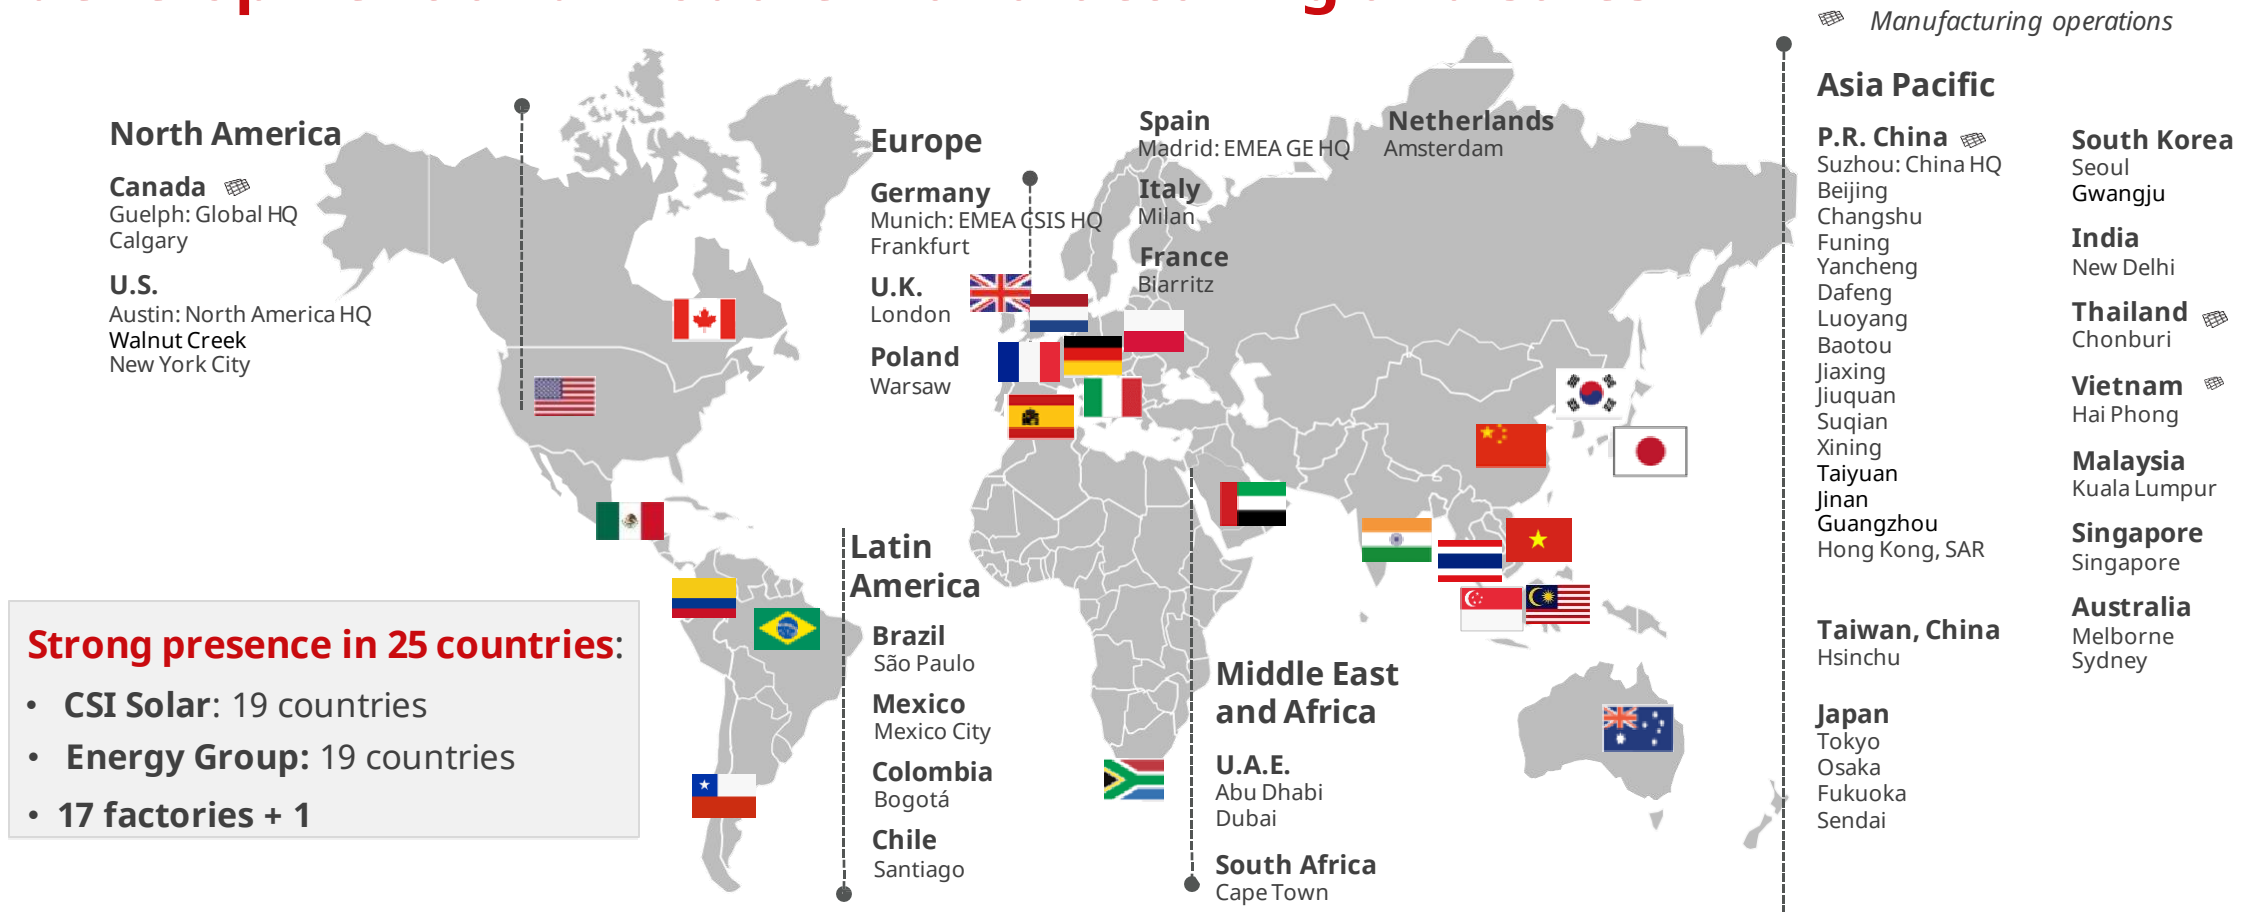 Manufacturing operations
North America
Canada
Guelph: Global HQ
Calgary
U.S.
Austin: North America HQ
Walnut Creek
New York City
Europe
Germany
Munich: EMEA CSIS HQ
Frankfurt
U.K.
London
Poland
Warsaw
Spain
Madrid: EMEA GE HQ
Italy
Milan
France
Biarritz
Netherlands
Amsterdam
Latin
America
Brazil
São Paulo
Mexico
Mexico City
Colombia
Bogotá
Chile
Santiago
Middle East
and Africa
U.A.E.
Abu Dhabi
Dubai
South Africa
Cape Town
Asia Pacific
P.R. China
Suzhou: China HQ
Beijing
Changshu
Funing
Yancheng
Dafeng
Luoyang
Baotou
Jiaxing
Jiuquan
Suqian
Xining
Taiyuan
Jinan
Guangzhou
Hong Kong, SAR
Taiwan, China
Hsinchu
Japan
Tokyo
Osaka
Fukuoka
Sendai
South Korea
Seoul
Gwangju
India
New Delhi
Thailand
Chonburi
Vietnam
Hai Phong
Malaysia
Kuala Lumpur
Singapore
Singapore
Australia
Melborne
Sydney
Strong presence in 25 countries:
• CSI Solar: 19 countries
• Energy Group: 19 countries
• 17 factories + 1